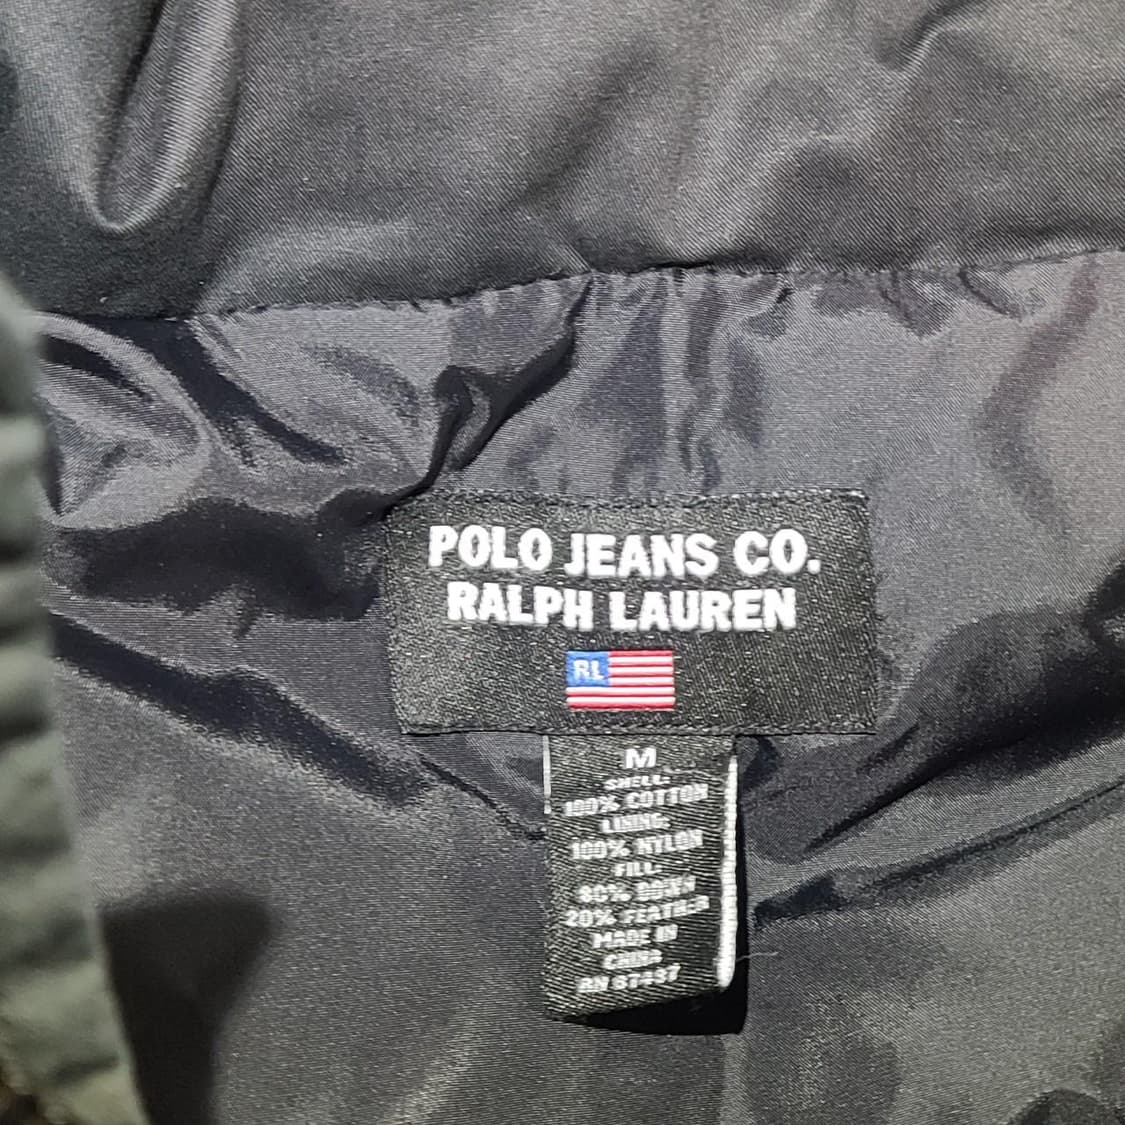 POLO JEANS CO.
RALPH LAUREN
RL
M
SHELL:
100% COTTON
LINING:
100% NYLON
FILL:
80% DOWN
20% FEATHER
MADE IN
CHINA
RN